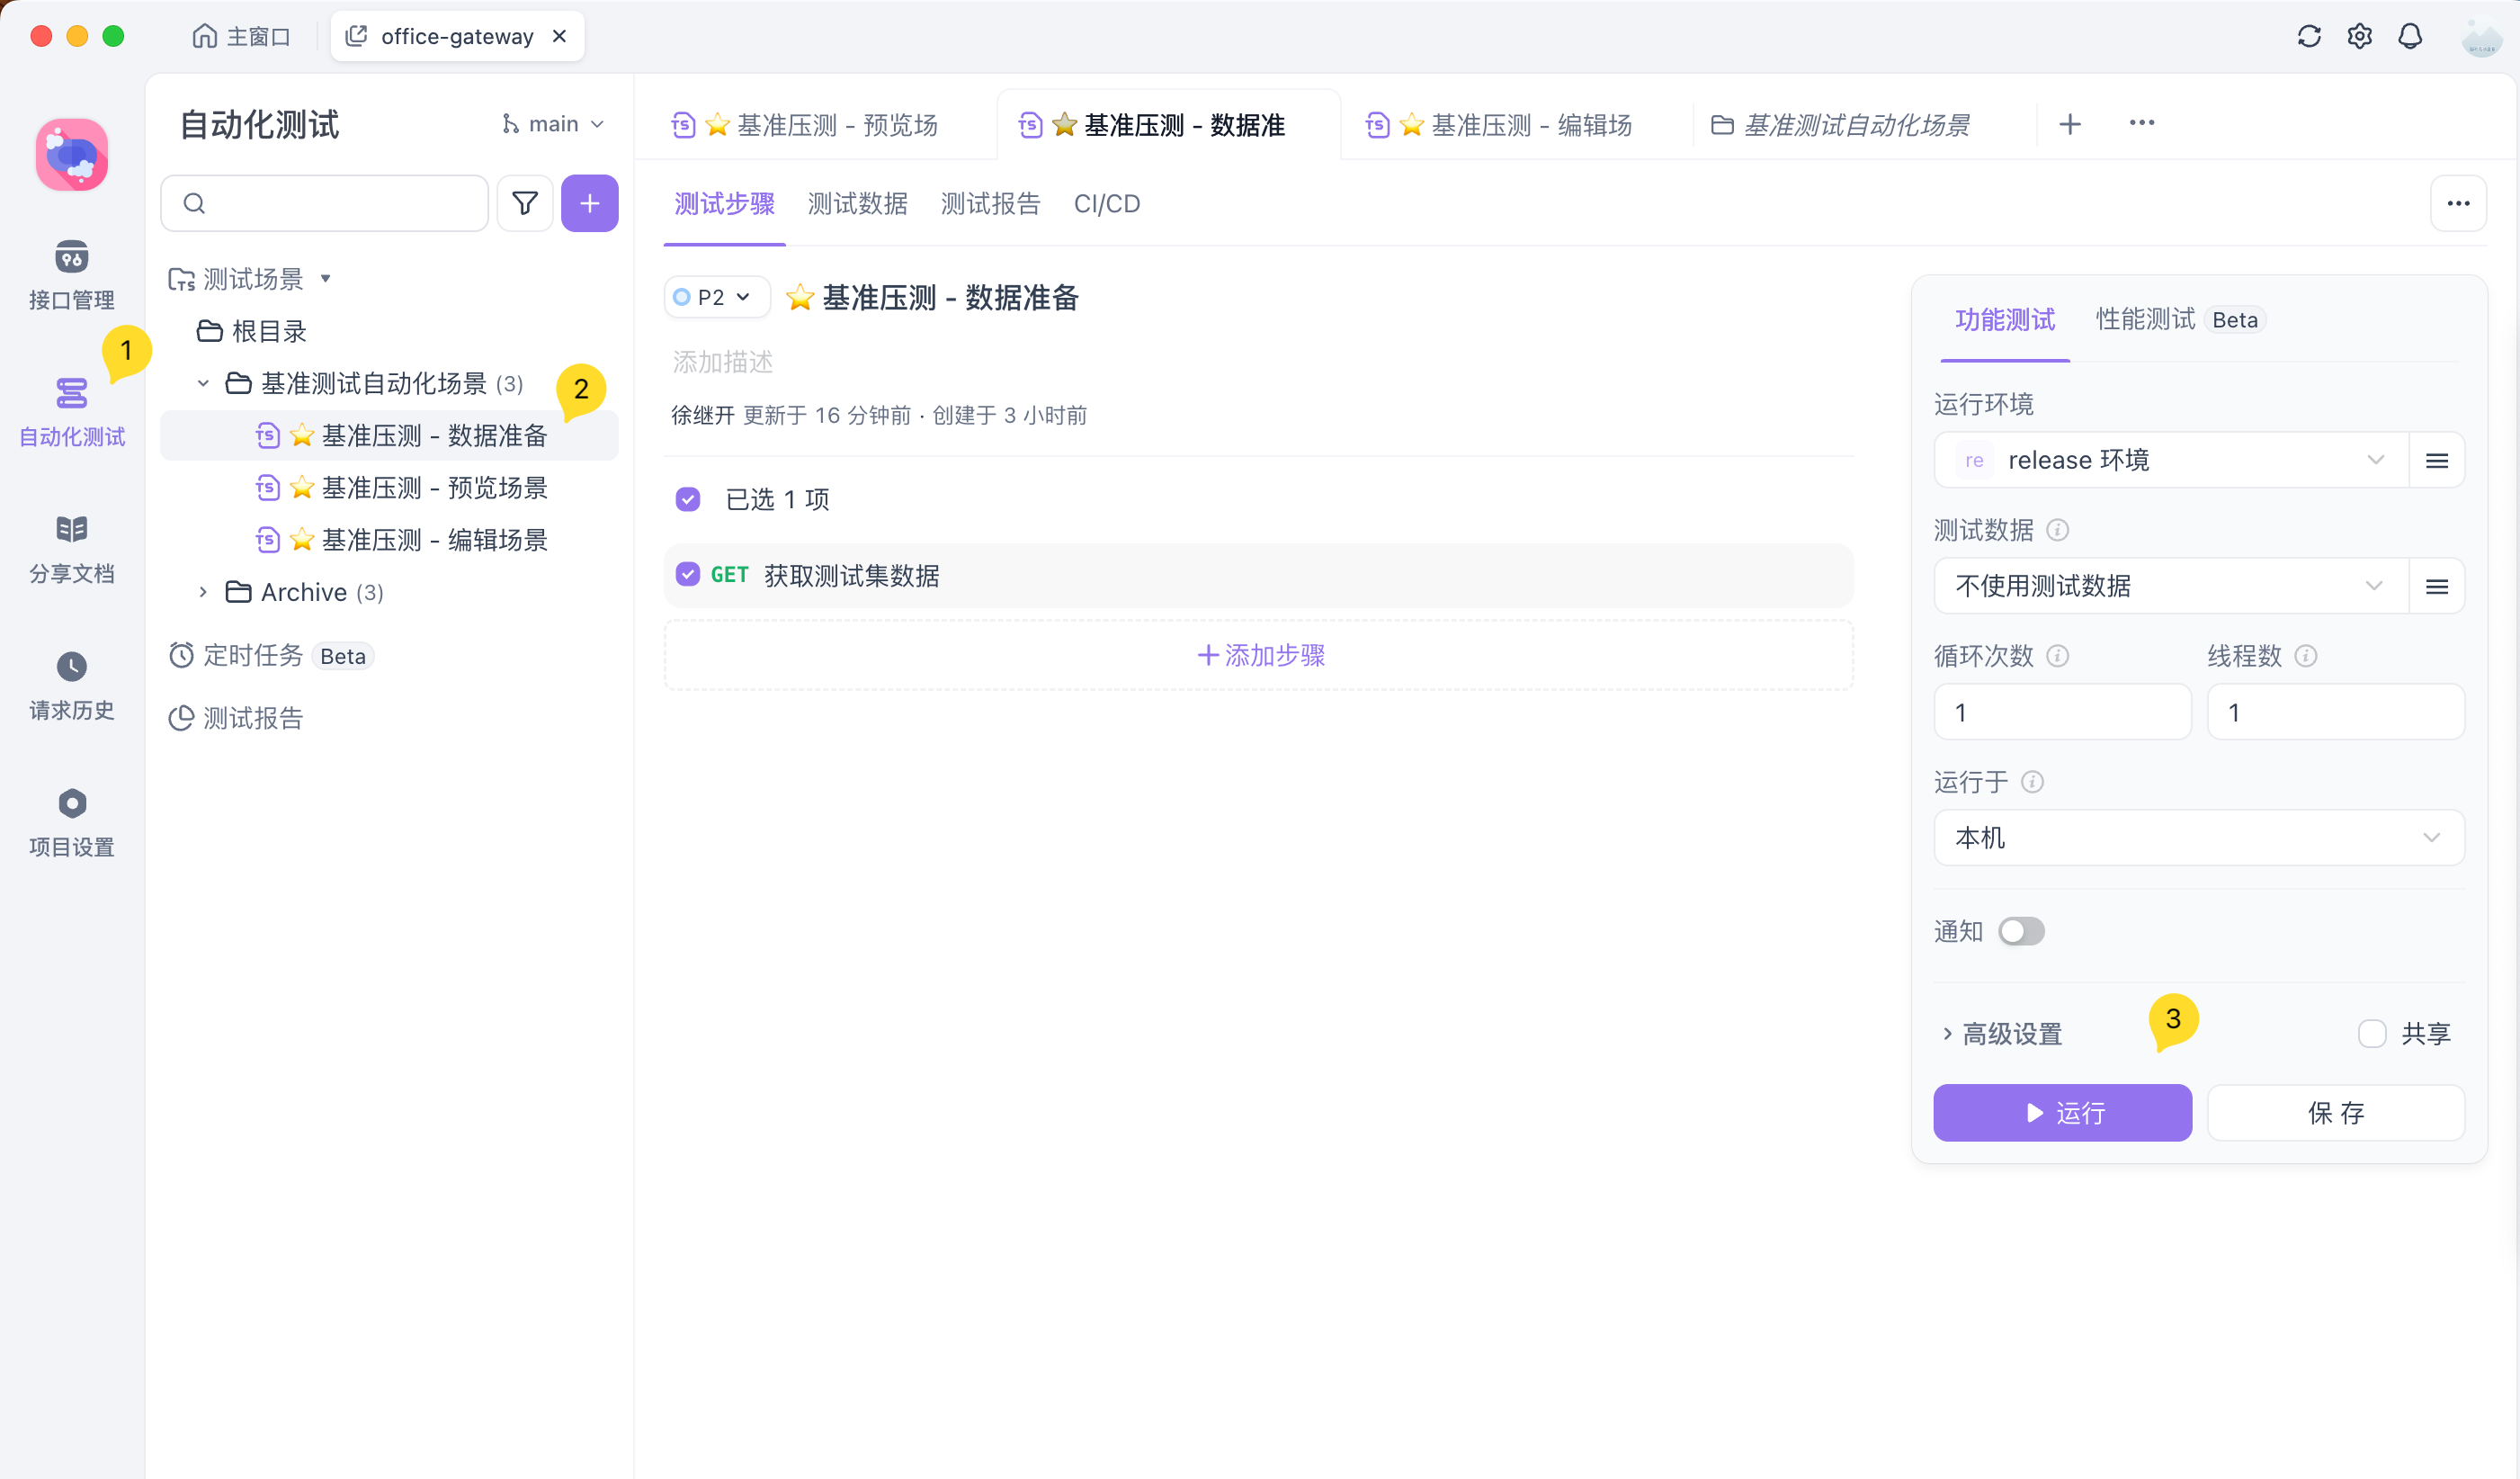 主窗口
office-gateway
接口管理
1
自动化测试
分享文档
请求历史
项目设置
自动化测试
main
测试场景
根目录
基准测试自动化场景 (3)
2
基准压测 - 数据准备
基准压测 - 预览场景
基准压测 - 编辑场景
Archive (3)
定时任务 Beta
测试报告
基准压测 - 预览场
基准压测 - 数据准
基准压测 - 编辑场
基准测试自动化场景
测试步骤 测试数据 测试报告 CI/CD
P2 基准压测 - 数据准备
添加描述
徐继开 更新于 16 分钟前 · 创建于 3 小时前
已选 1 项
GET 获取测试集数据
添加步骤
功能测试 性能测试 Beta
运行环境
re release 环境
测试数据
不使用测试数据
循环次数 线程数
1 1
运行于
本机
通知
3
高级设置 共享
运行 保 存